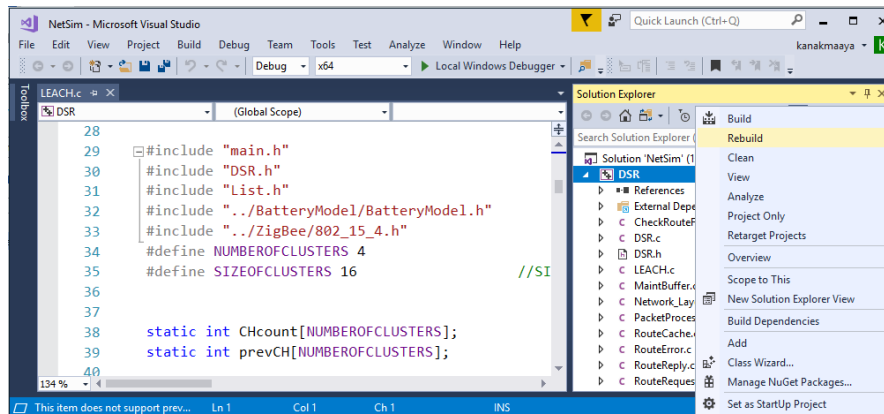 NetSim - Microsoft Visual Studio
Quick Launch (Ctrl+Q)
File Edit View Project Build Debug Team Tools Test Analyze Window Help
kanakmaaya K
Debug x64 Local Windows Debugger
Toolbox
LEACH.c
DSR (Global Scope)
28
29 #include "main.h"
30 #include "DSR.h"
31 #include "List.h"
32 #include "../BatteryModel/BatteryModel.h"
33 #include "../ZigBee/802_15_4.h"
34 #define NUMBEROFCLUSTERS 4
35 #define SIZEOFCLUSTERS 16 //SI
36
37
38 static int CHcount[NUMBEROFCLUSTERS];
39 static int prevCH[NUMBEROFCLUSTERS];
40
134 %
Solution Explorer
Search Solution Explorer (
Solution 'NetSim' (1
DSR
References
External Depe
C CheckRouteF
C DSR.c
DSR.h
C LEACH.c
C MaintBuffer.c
C Network_Lay
C PacketProces
C RouteCache.c
C RouteError.c
C RouteReply.c
C RouteReques
Build
Rebuild
Clean
View
Analyze
Project Only
Retarget Projects
Overview
Scope to This
New Solution Explorer View
Build Dependencies
Add
Class Wizard...
Manage NuGet Packages...
Set as StartUp Project
This item does not support prev... Ln 1 Col 1 Ch 1 INS